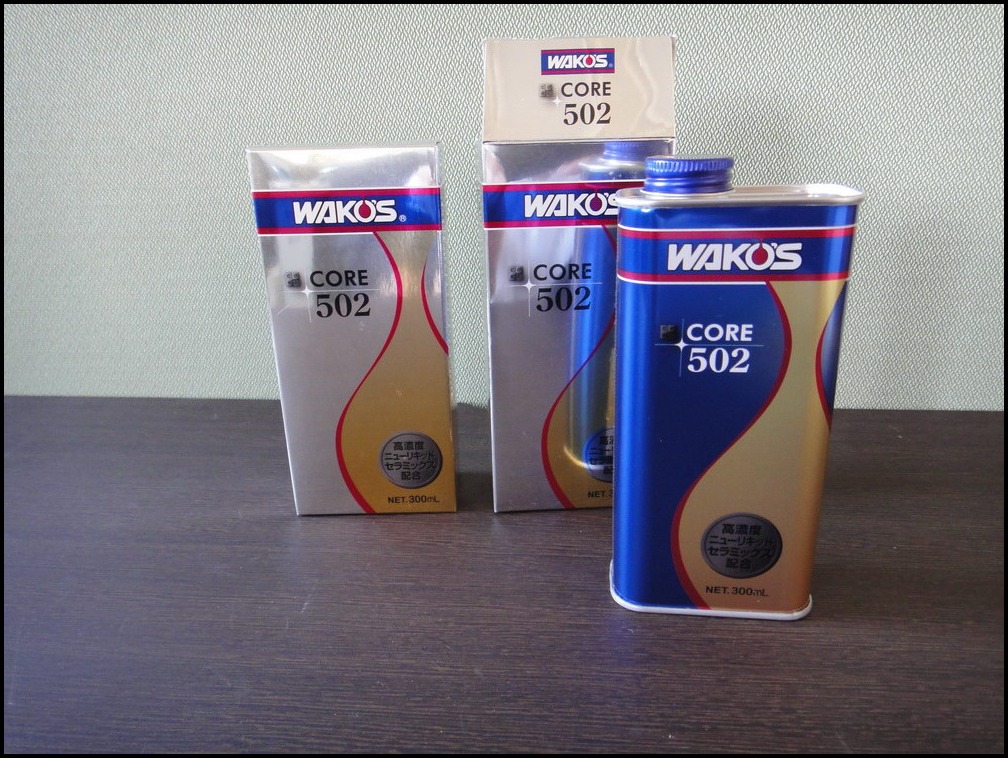 WAKO'S®
CORE
502
高濃度
ニューリキッド
セラミックス
配合
NET.300mL
WAKO'S
CORE
502
WAKO'S
CORE
502
高
NET.3
WAKO'S
CORE
502
高濃度
ニューリキッド
セラミックス
配合
NET.300mL